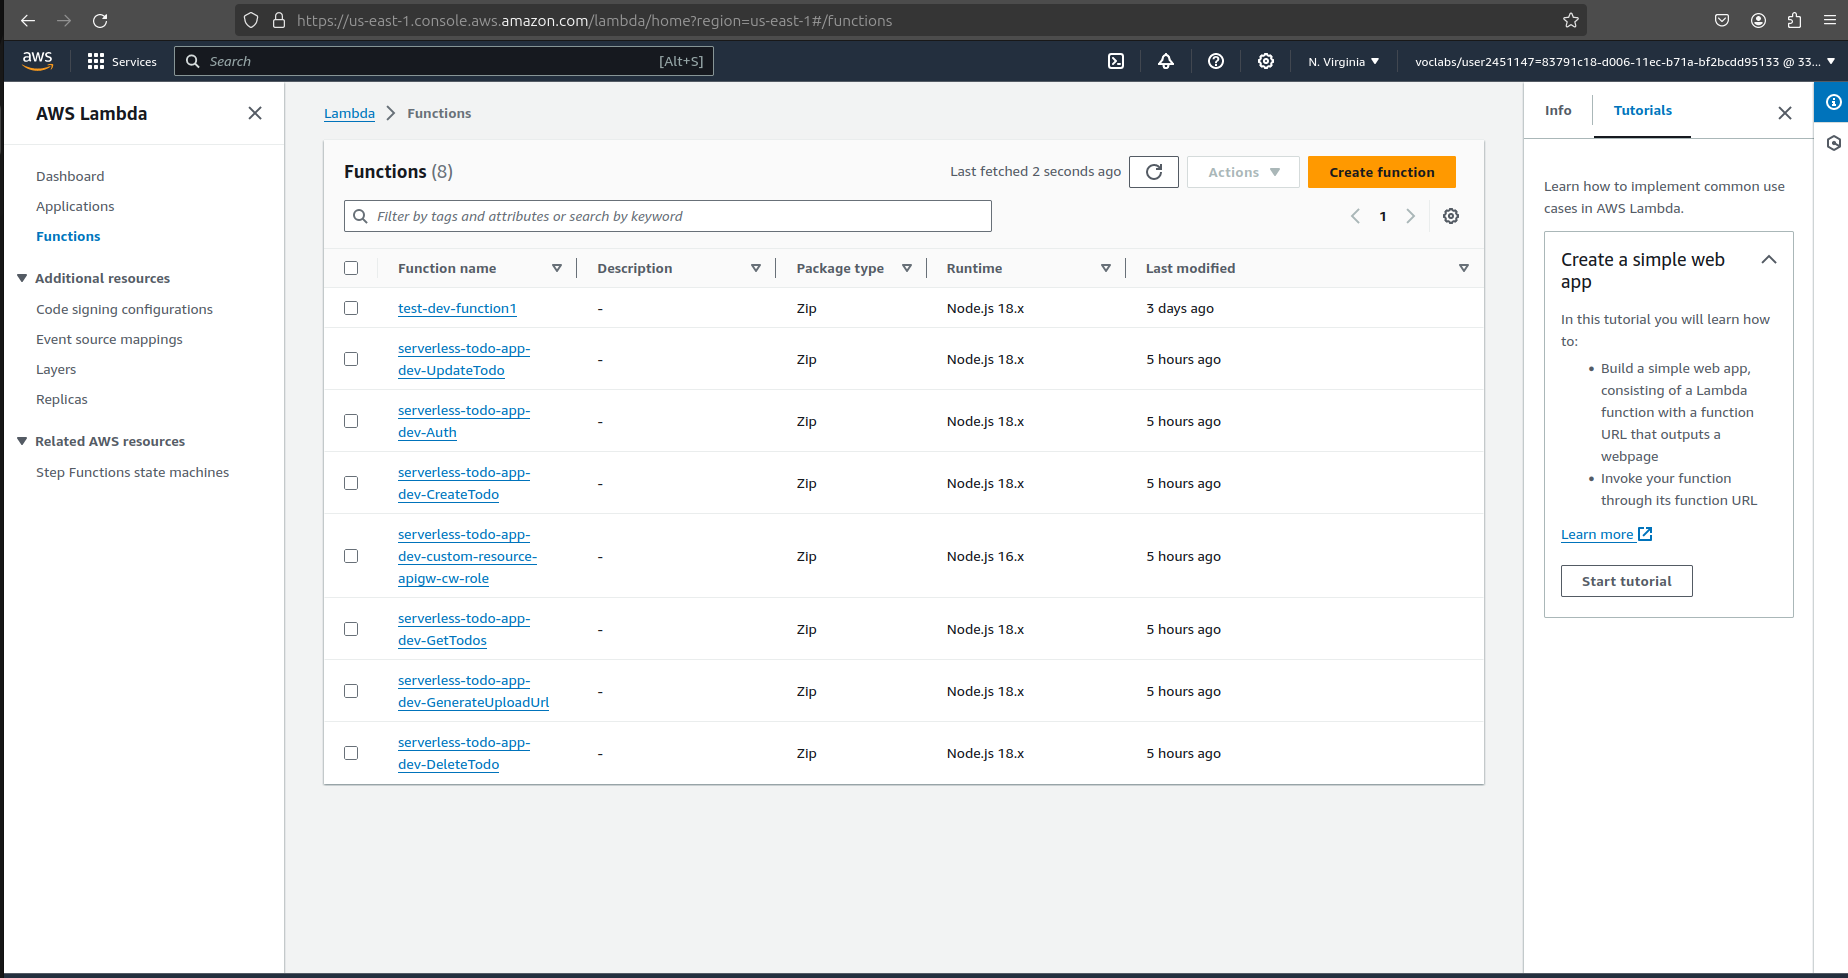 https://us-east-1.console.aws.amazon.com/lambda/home?region=us-east-1#/functions
aws
Services
Search
[Alt+S]
N. Virginia
voclabs/user2451147=83791c18-d006-11ec-b71a-bf2bcdd95133 @ 33...
AWS Lambda
Dashboard
Applications
Functions
Additional resources
Code signing configurations
Event source mappings
Layers
Replicas
Related AWS resources
Step Functions state machines
Lambda
Functions
Functions (8)
Last fetched 2 seconds ago
Actions
Create function
Filter by tags and attributes or search by keyword
1
Function name Description Package type Runtime Last modified
test-dev-function1 - Zip Node.js 18.x 3 days ago
serverless-todo-app-
dev-UpdateTodo - Zip Node.js 18.x 5 hours ago
serverless-todo-app-
dev-Auth - Zip Node.js 18.x 5 hours ago
serverless-todo-app-
dev-CreateTodo - Zip Node.js 18.x 5 hours ago
serverless-todo-app-
dev-custom-resource- - Zip Node.js 16.x 5 hours ago
apigw-cw-role
serverless-todo-app-
dev-GetTodos - Zip Node.js 18.x 5 hours ago
serverless-todo-app-
dev-GenerateUploadUrl - Zip Node.js 18.x 5 hours ago
serverless-todo-app-
dev-DeleteTodo - Zip Node.js 18.x 5 hours ago
Info
Tutorials
Learn how to implement common use
cases in AWS Lambda.
Create a simple web
app
In this tutorial you will learn how
to:
• Build a simple web app,
consisting of a Lambda
function with a function
URL that outputs a
webpage
• Invoke your function
through its function URL
Learn more
Start tutorial